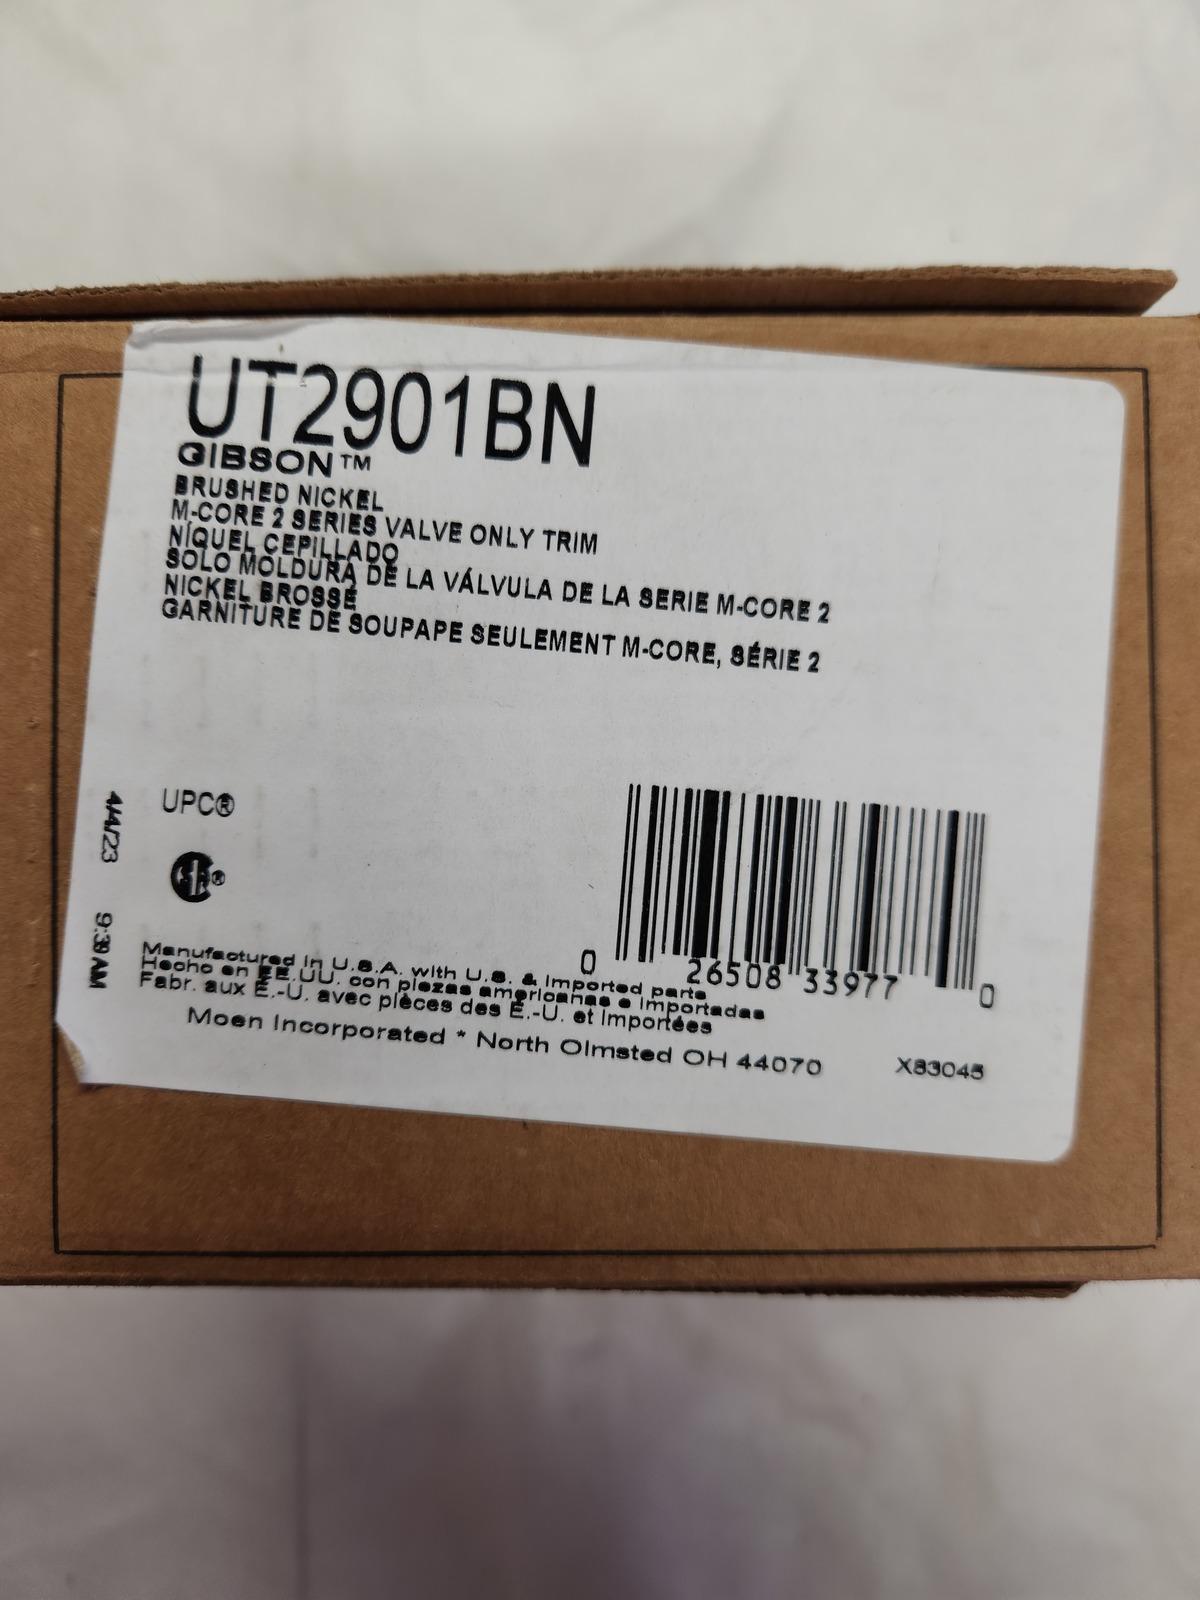 UT2901BN
GIBSON™
BRUSHED NICKEL
M-CORE 2 SERIES VALVE ONLY TRIM
NÍQUEL CEPILLADO
SOLO MOLDURA DE LA VÁLVULA DE LA SERIE M-CORE 2
NICKEL BROSSÉ
GARNITURE DE SOUPAPE SEULEMENT M-CORE, SÉRIE 2
UPC®
®
4/4/23 9:39 AM
0 26508 33977 0
Manufactured in U.S.A. with U.S. & imported parts
Hecho en EE.UU. con piezas americanas e importadas
Fabr. aux É.-U. avec pièces des É.-U. et importées
Moen Incorporated * North Olmsted OH 44070
X83045